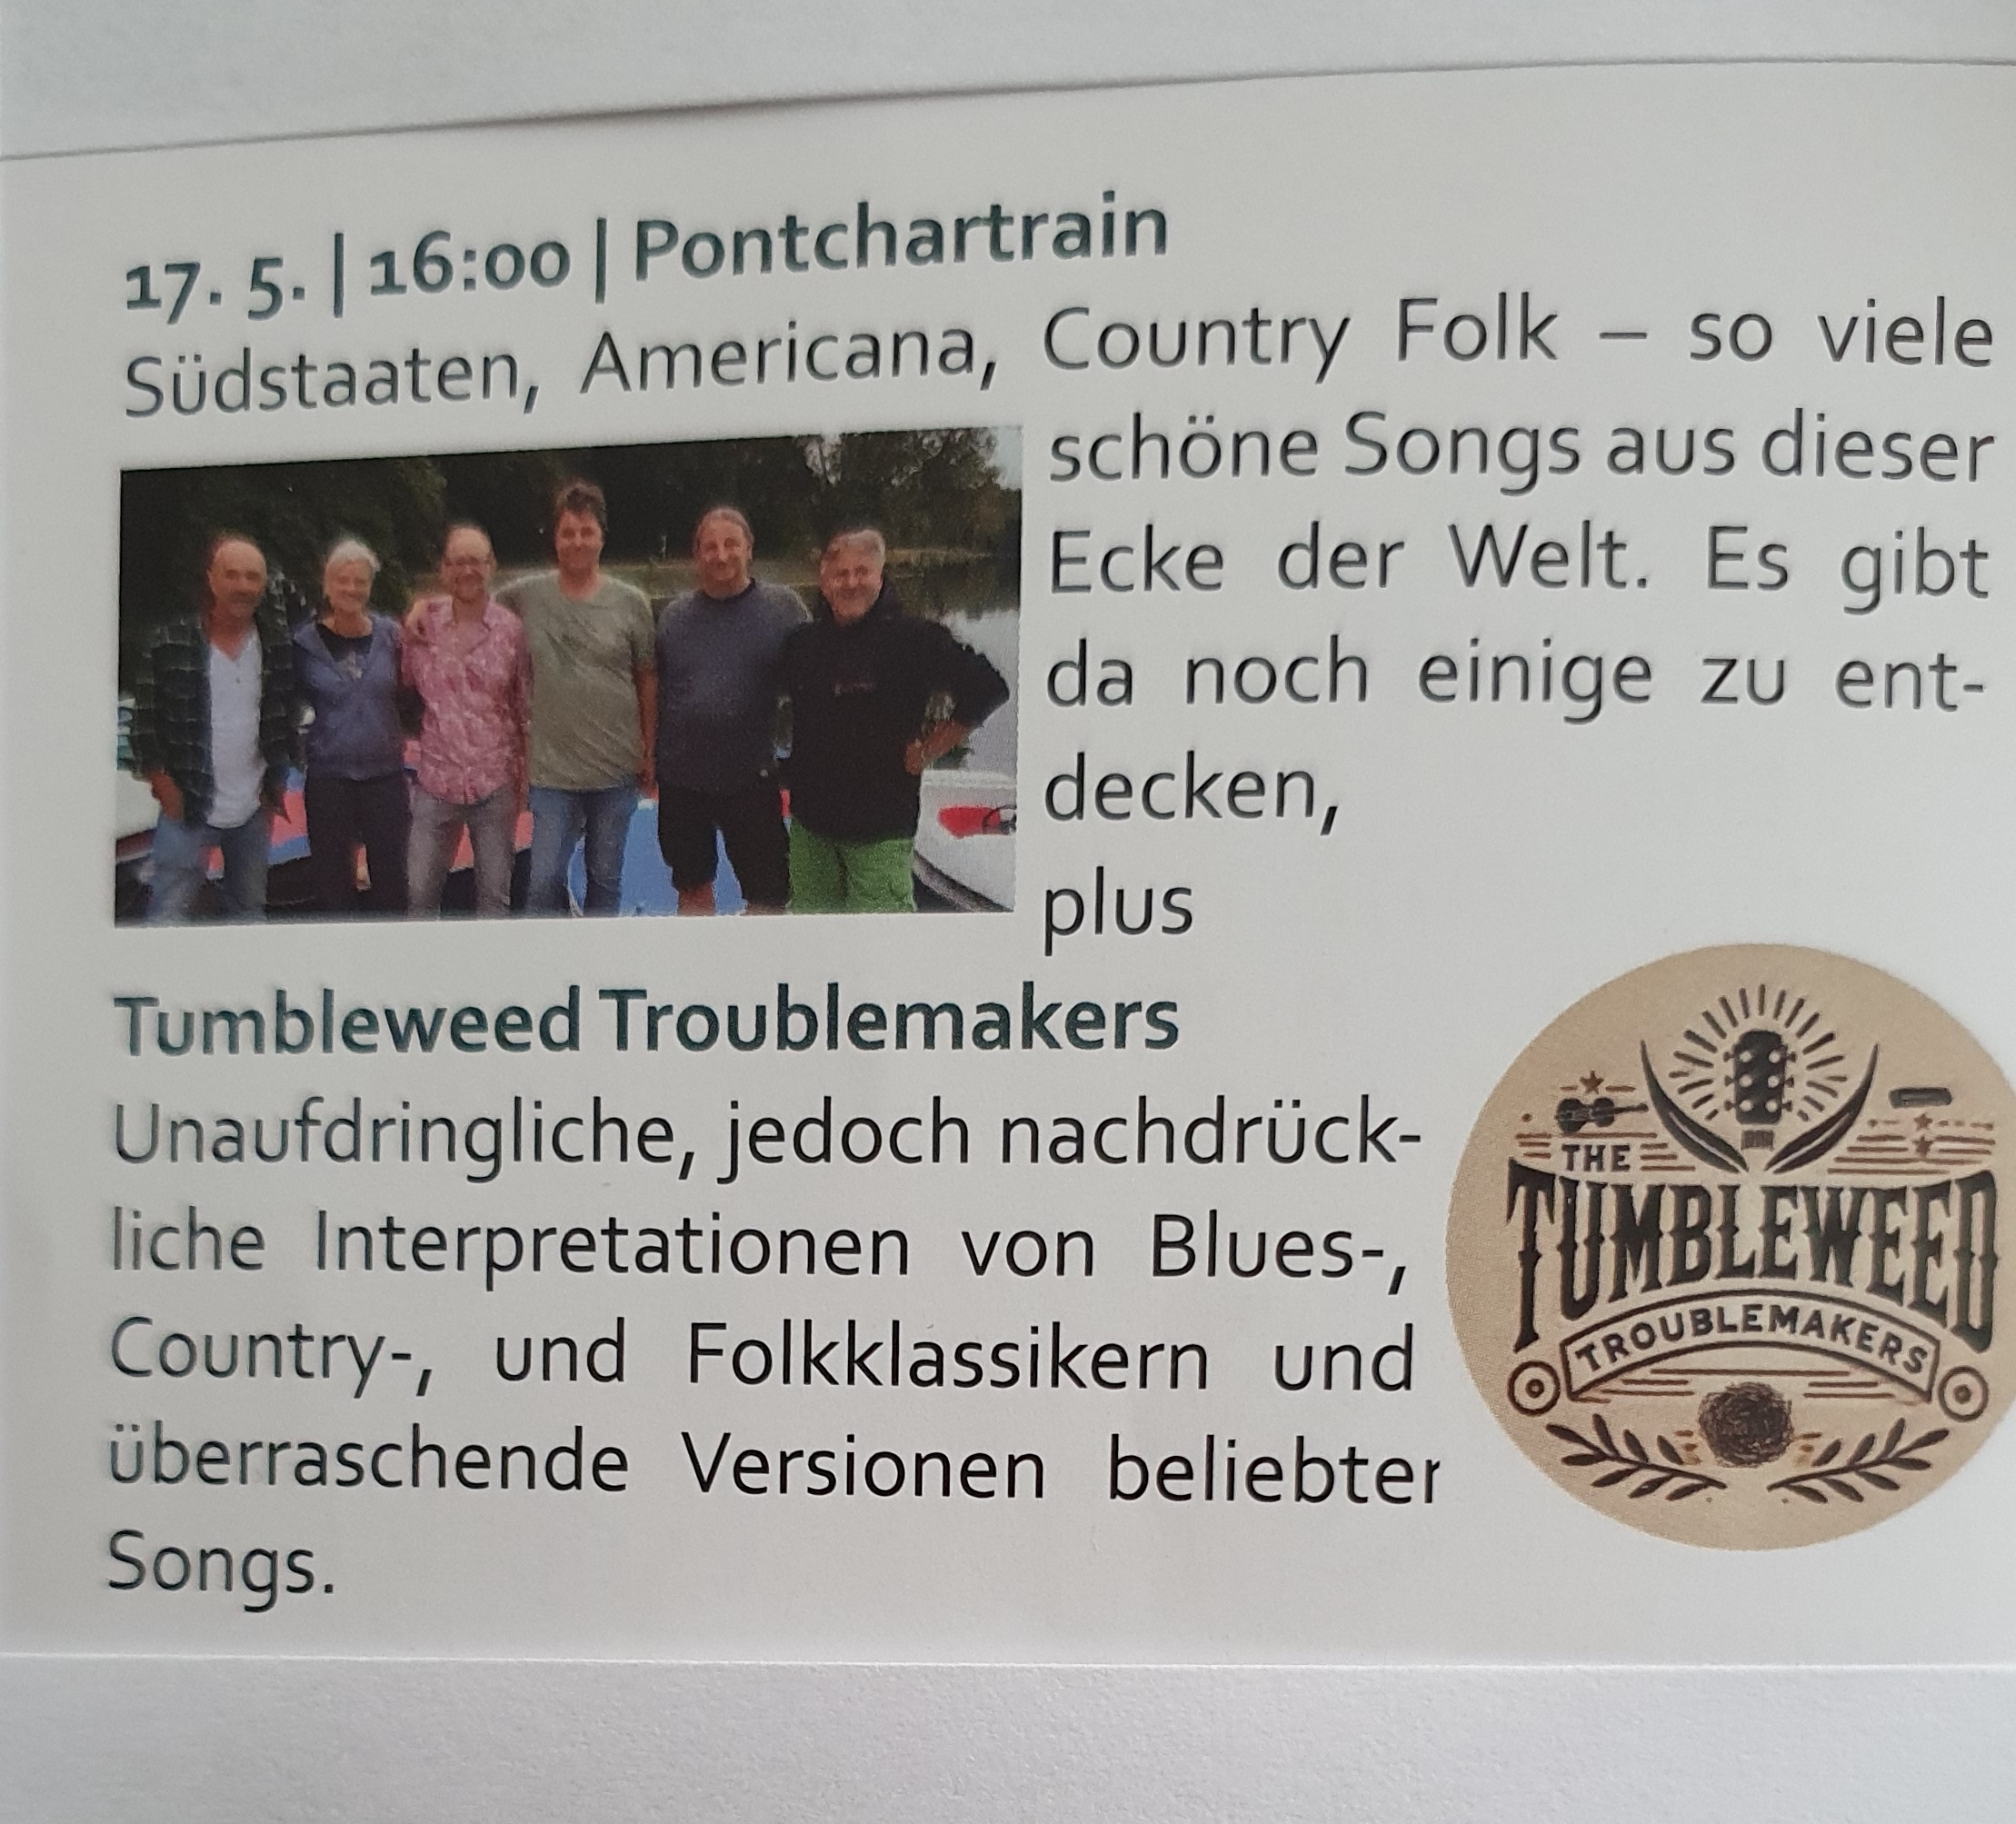 17. 5. | 16:00 | Pontchartrain
Südstaaten, Americana, Country Folk – so viele
schöne Songs aus dieser
Ecke der Welt. Es gibt
da noch einige zu ent-
decken,
plus
Tumbleweed Troublemakers
Unaufdringliche, jedoch nachdrück-
liche Interpretationen von Blues-,
Country-, und Folkklassikern und
überraschende Versionen beliebter
Songs.
THE
TUMBLEWEED
TROUBLEMAKERS